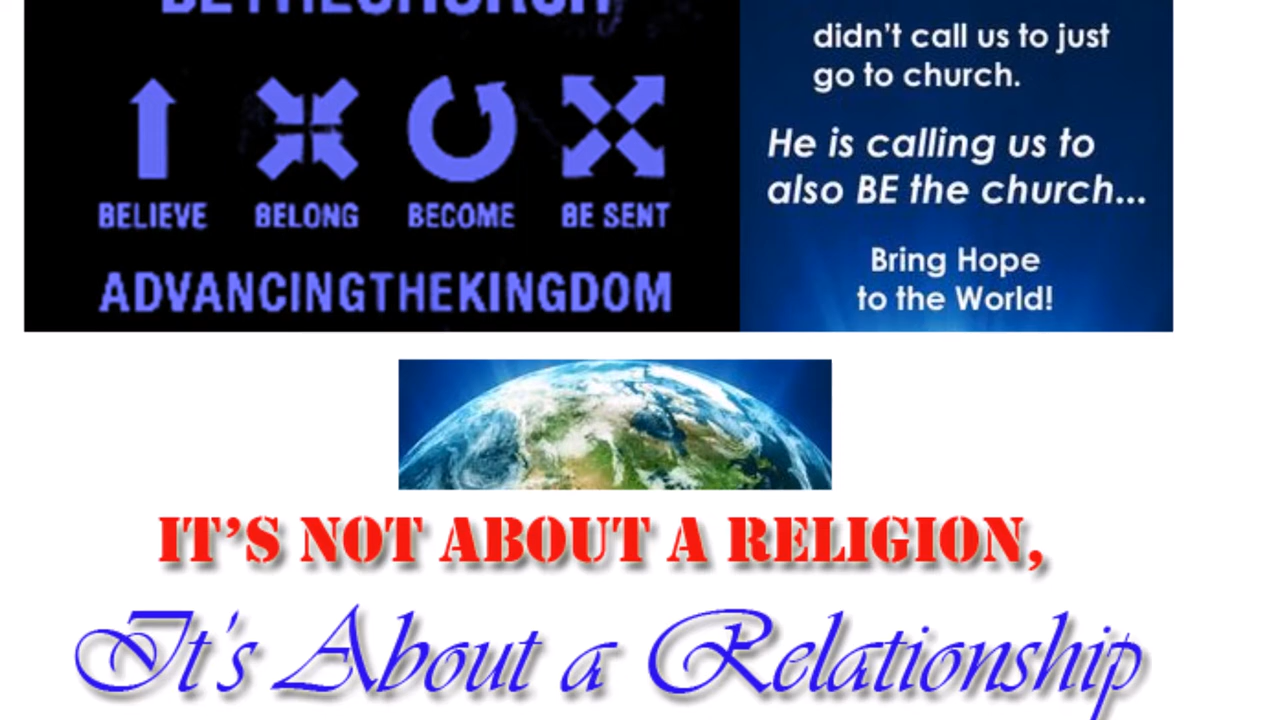 BETHECHURCH
BELIEVE BELONG BECOME BE SENT
ADVANCINGTHEKINGDOM
didn't call us to just
go to church.
He is calling us to
also BE the church...
Bring Hope
to the World!
IT'S NOT ABOUT A RELIGION,
It's About a Relationship